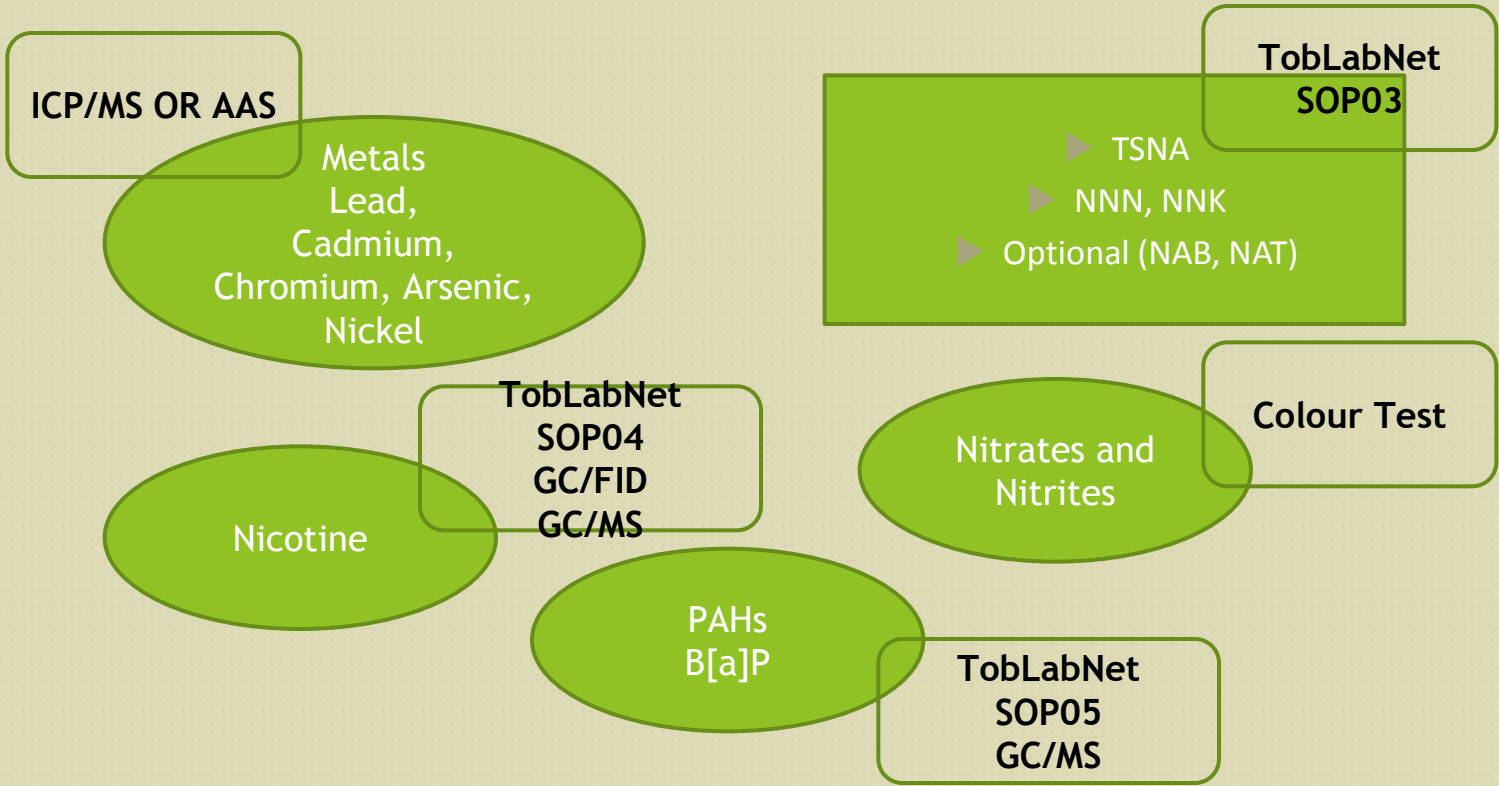 ICP/MS OR AAS
Metals
Lead,
Cadmium,
Chromium, Arsenic,
Nickel
TobLabNet
SOP03
TSNA
NNN, NNK
Optional (NAB, NAT)
TobLabNet
SOP04
GC/FID
GC/MS
Nicotine
Colour Test
Nitrates and
Nitrites
PAHs
B[a]P
TobLabNet
SOP05
GC/MS